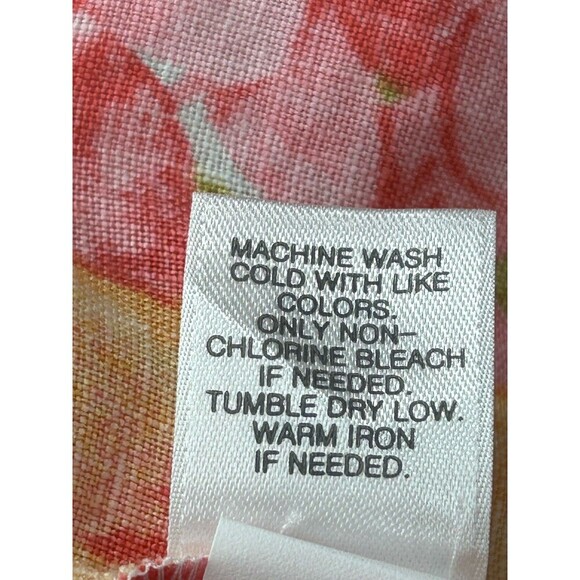 MACHINE WASH
COLD WITH LIKE
COLORS.
ONLY NON-
CHLORINE BLEACH
IF NEEDED.
TUMBLE DRY LOW.
WARM IRON
IF NEEDED.